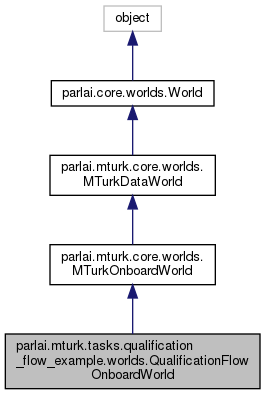 object
parlai.core.worlds.World
parlai.mturk.core.worlds.
MTurkDataWorld
parlai.mturk.core.worlds.
MTurkOnboardWorld
parlai.mturk.tasks.qualification
_flow_example.worlds.QualificationFlow
OnboardWorld